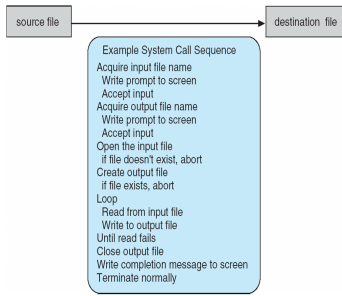 source file
destination file
Example System Call Sequence
Acquire input file name
Write prompt to screen
Accept input
Acquire output file name
Write prompt to screen
Accept input
Open the input file
if file doesn't exist, abort
Create output file
if file exists, abort
Loop
Read from input file
Write to output file
Until read fails
Close output file
Write completion message to screen
Terminate normally